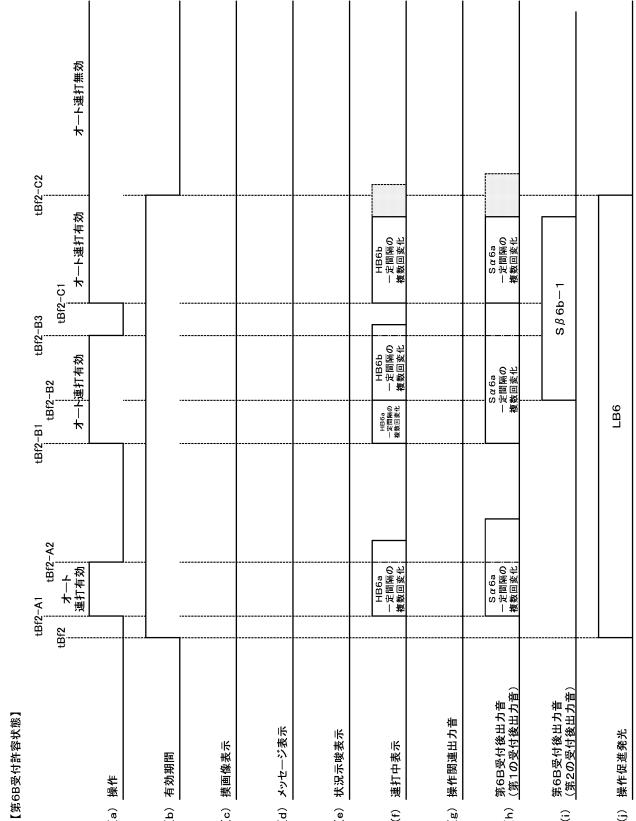 【第6B受付許容状態】
tBf2
tBf2-A1
tBf2-A2
tBf2-B1
tBf2-B2
tBf2-B3
tBf2-C1
tBf2-C2
(a) 操作
オート
連打有効
オート連打有効
オート連打有効
オート連打無効
(b) 有効期間
(c) 摸画像表示
(d) メッセージ表示
(e) 状況示唆表示
(f) 連打中表示
HB6a
一定間隔の
複数回変化
HB6a
一定間隔の
複数回変化
HB6b
一定間隔の
複数回変化
HB6b
一定間隔の
複数回変化
(g) 操作関連出力音
(h) 第6B受付後出力音
(第1の受付後出力音)
Sα6a
一定間隔の
複数回変化
Sα6a
一定間隔の
複数回変化
Sα6a
一定間隔の
複数回変化
(i) 第6B受付後出力音
(第2の受付後出力音)
Sβ6b-1
(j) 操作促進発光
LB6